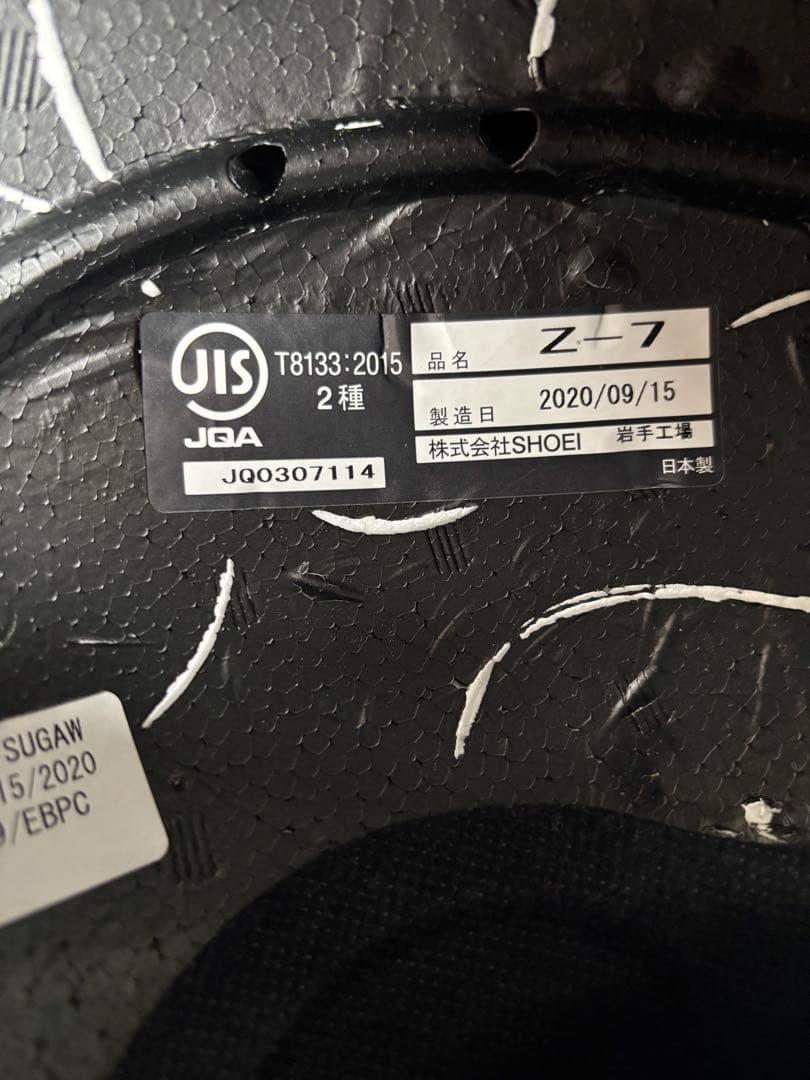 JIS
JQA
T8133:2015
2種
JQ0307114
品名 Z-7
製造日 2020/09/15
株式会社SHOEI 岩手工場
日本製
SUGAW
15/2020
9/EBPC